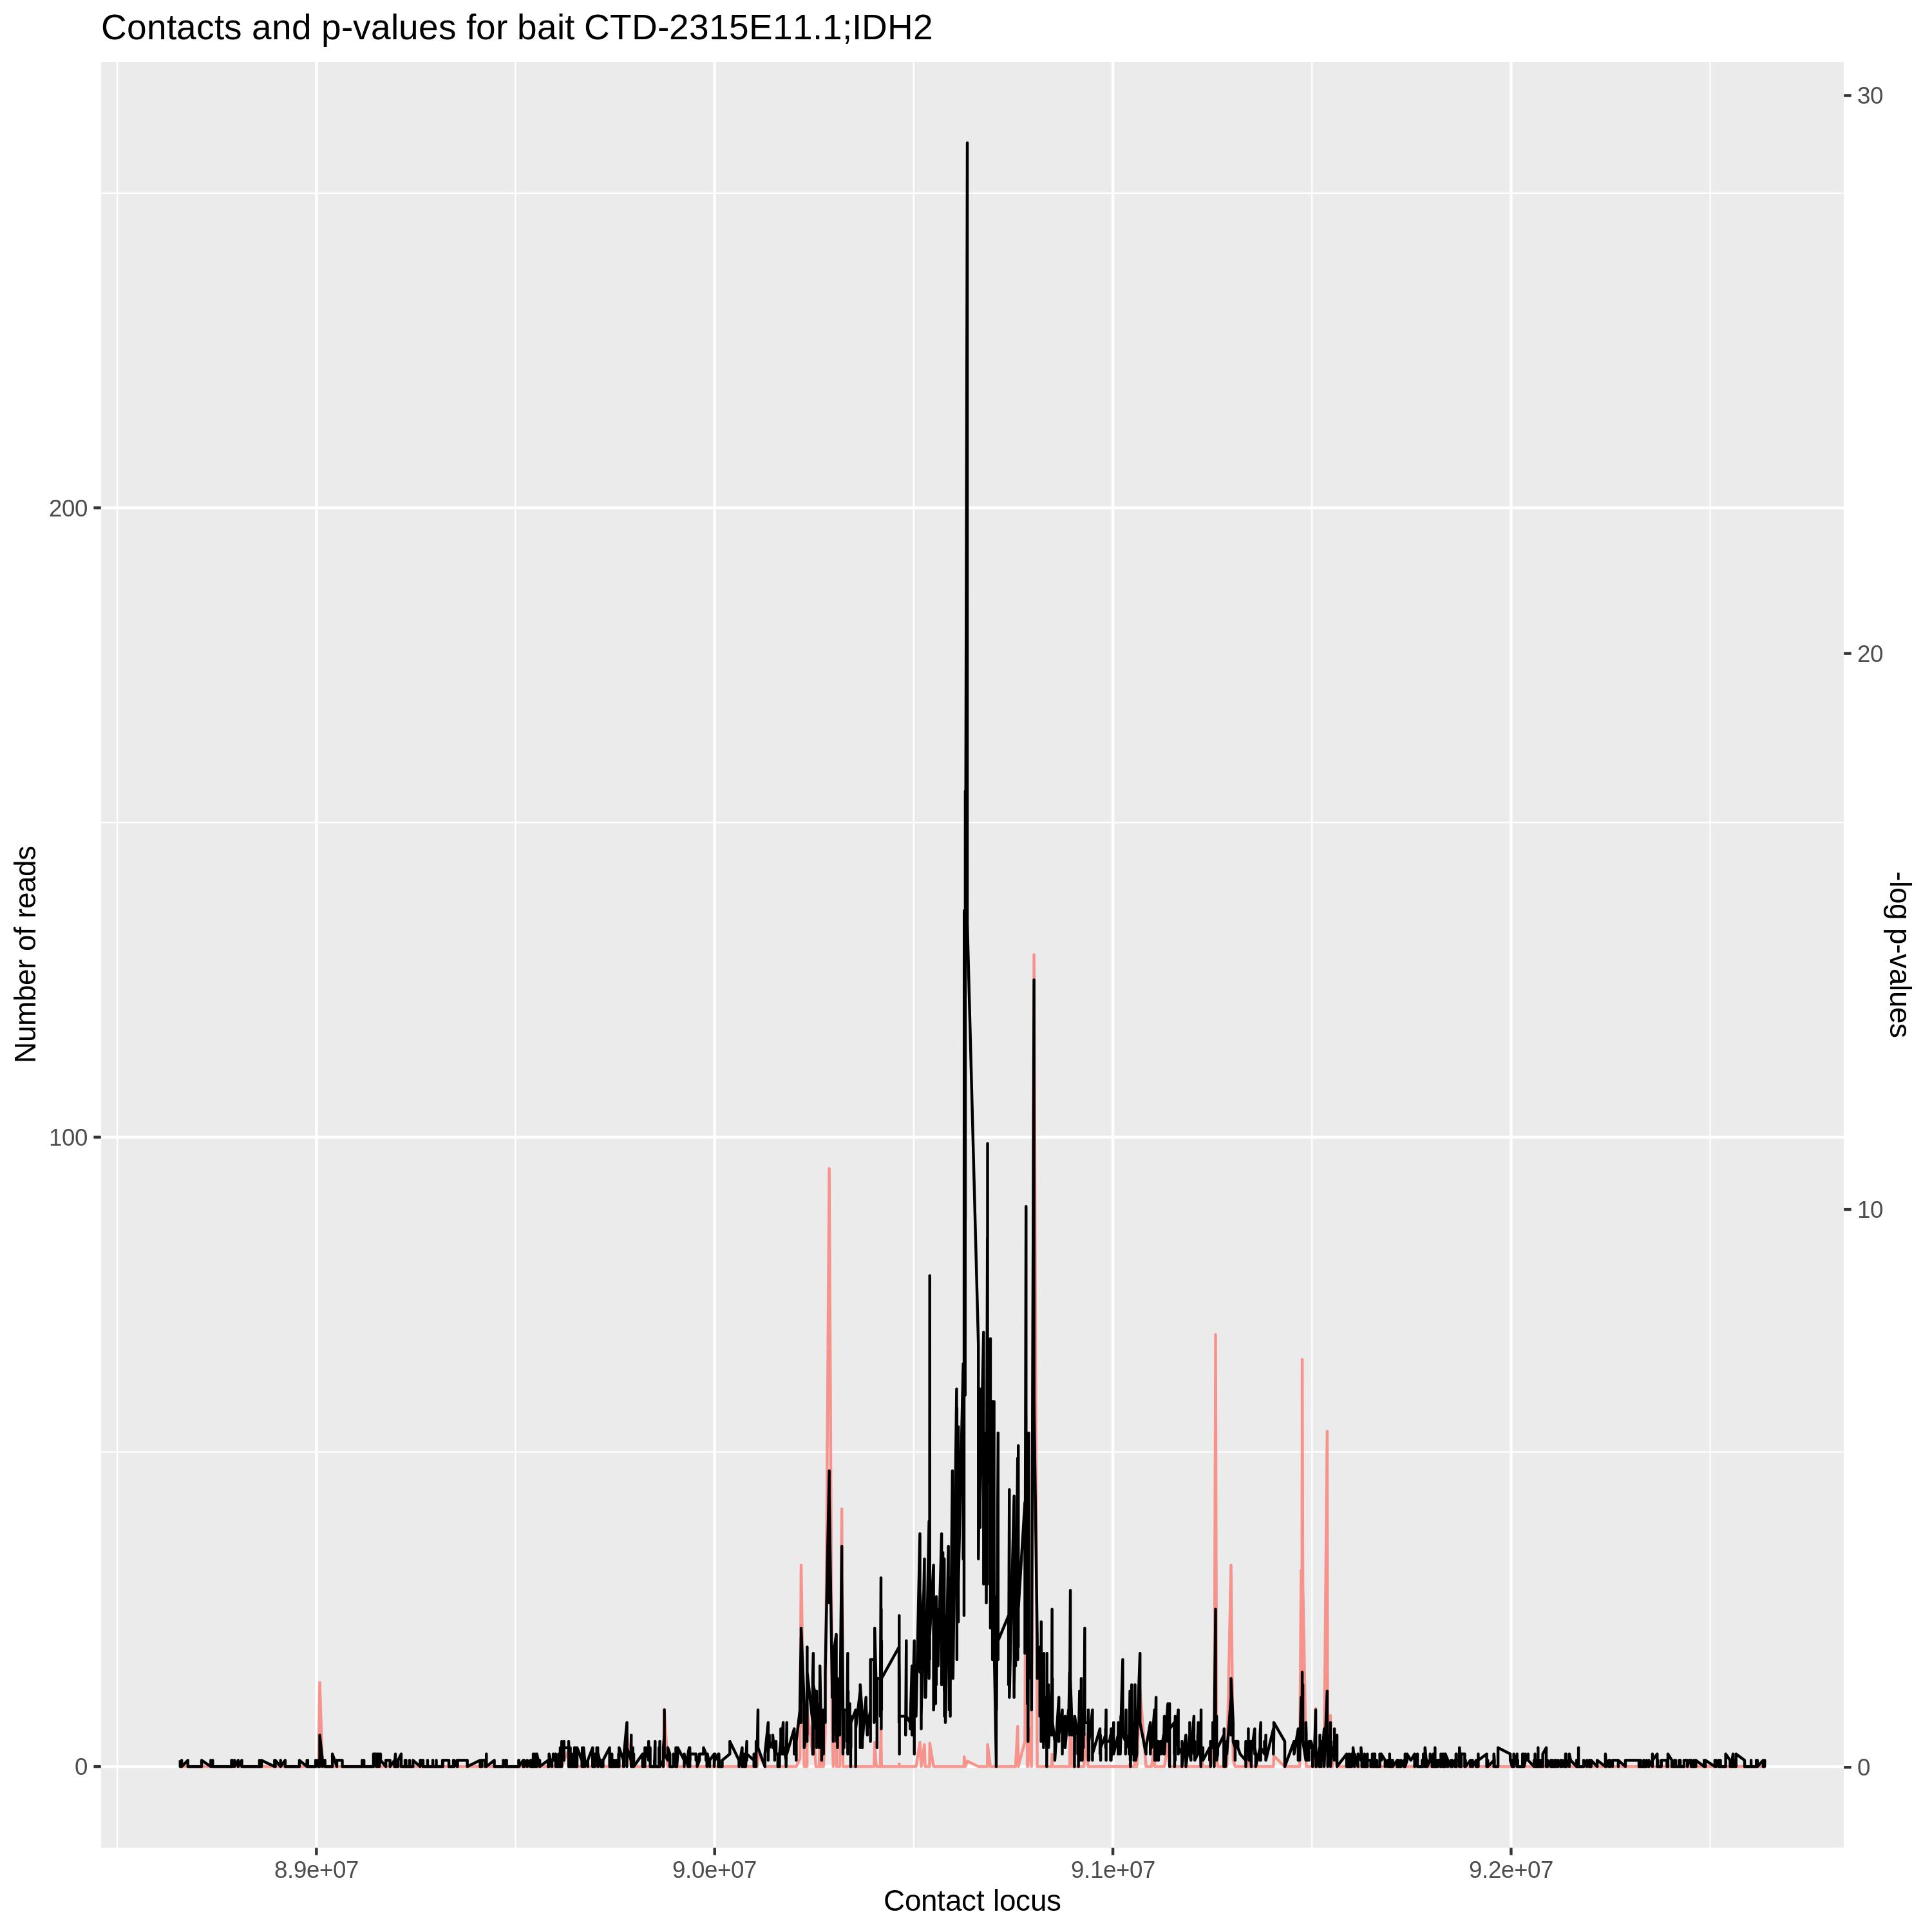 Contacts and p-values for bait CTD-2315E11.1;IDH2
30
200
20
Number of reads
-log p-values
100
10
0
0
8.9e+07
9.0e+07
9.1e+07
9.2e+07
Contact locus